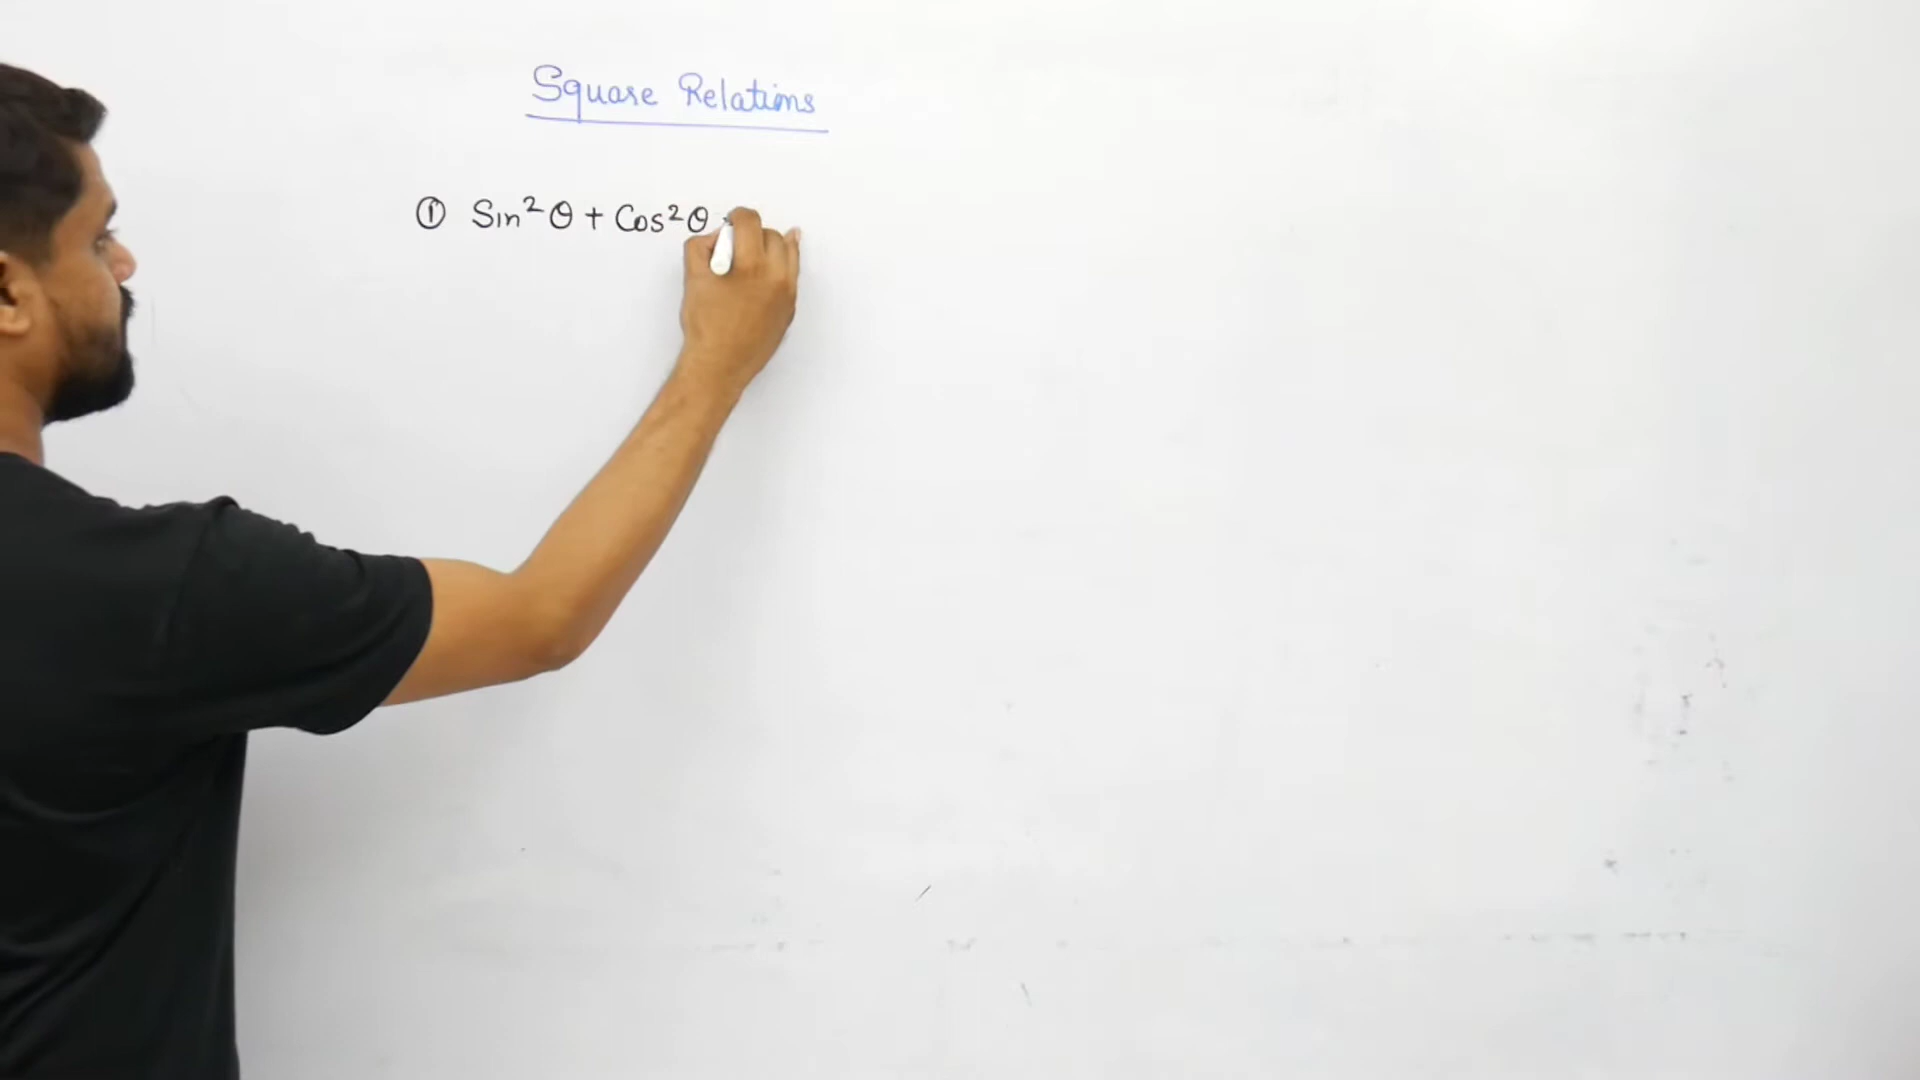 Square Relations
① Sin²θ + Cos²θ